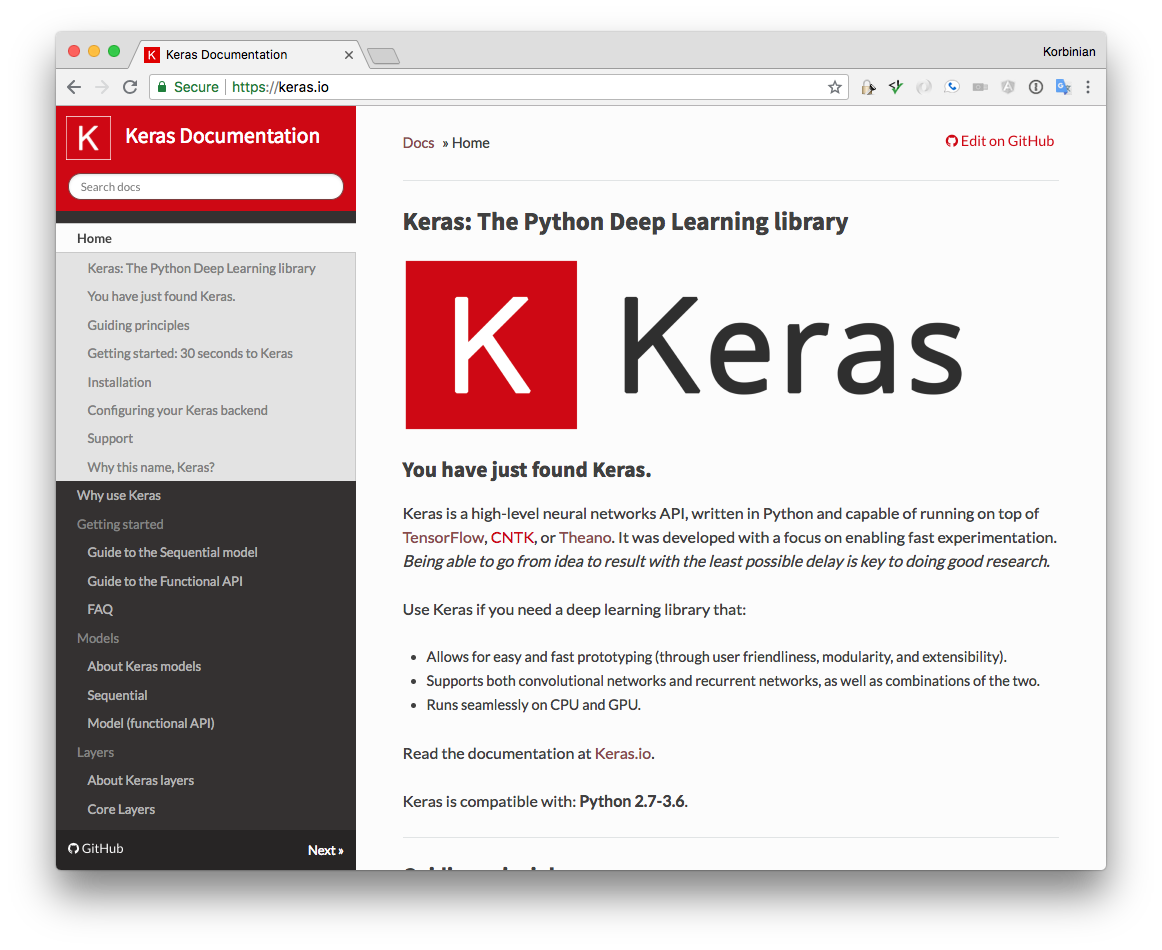 K Keras Documentation
Korbinian
Secure https://keras.io
K Keras Documentation
Search docs
Home
Keras: The Python Deep Learning library
You have just found Keras.
Guiding principles
Getting started: 30 seconds to Keras
Installation
Configuring your Keras backend
Support
Why this name, Keras?
Why use Keras
Getting started
Guide to the Sequential model
Guide to the Functional API
FAQ
Models
About Keras models
Sequential
Model (functional API)
Layers
About Keras layers
Core Layers
GitHub Next »
Docs » Home
Edit on GitHub
Keras: The Python Deep Learning library
K Keras
You have just found Keras.
Keras is a high-level neural networks API, written in Python and capable of running on top of
TensorFlow, CNTK, or Theano. It was developed with a focus on enabling fast experimentation.
Being able to go from idea to result with the least possible delay is key to doing good research.
Use Keras if you need a deep learning library that:
• Allows for easy and fast prototyping (through user friendliness, modularity, and extensibility).
• Supports both convolutional networks and recurrent networks, as well as combinations of the two.
• Runs seamlessly on CPU and GPU.
Read the documentation at Keras.io.
Keras is compatible with: Python 2.7-3.6.